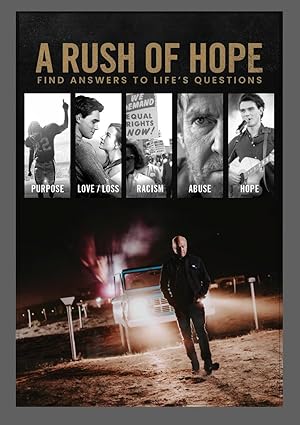 A RUSH OF HOPE
FIND ANSWERS TO LIFE'S QUESTIONS
WE
DEMAND
EQUAL
RIGHTS
NOW!
22
PURPOSE
LOVE / LOSS
RACISM
ABUSE
HOPE